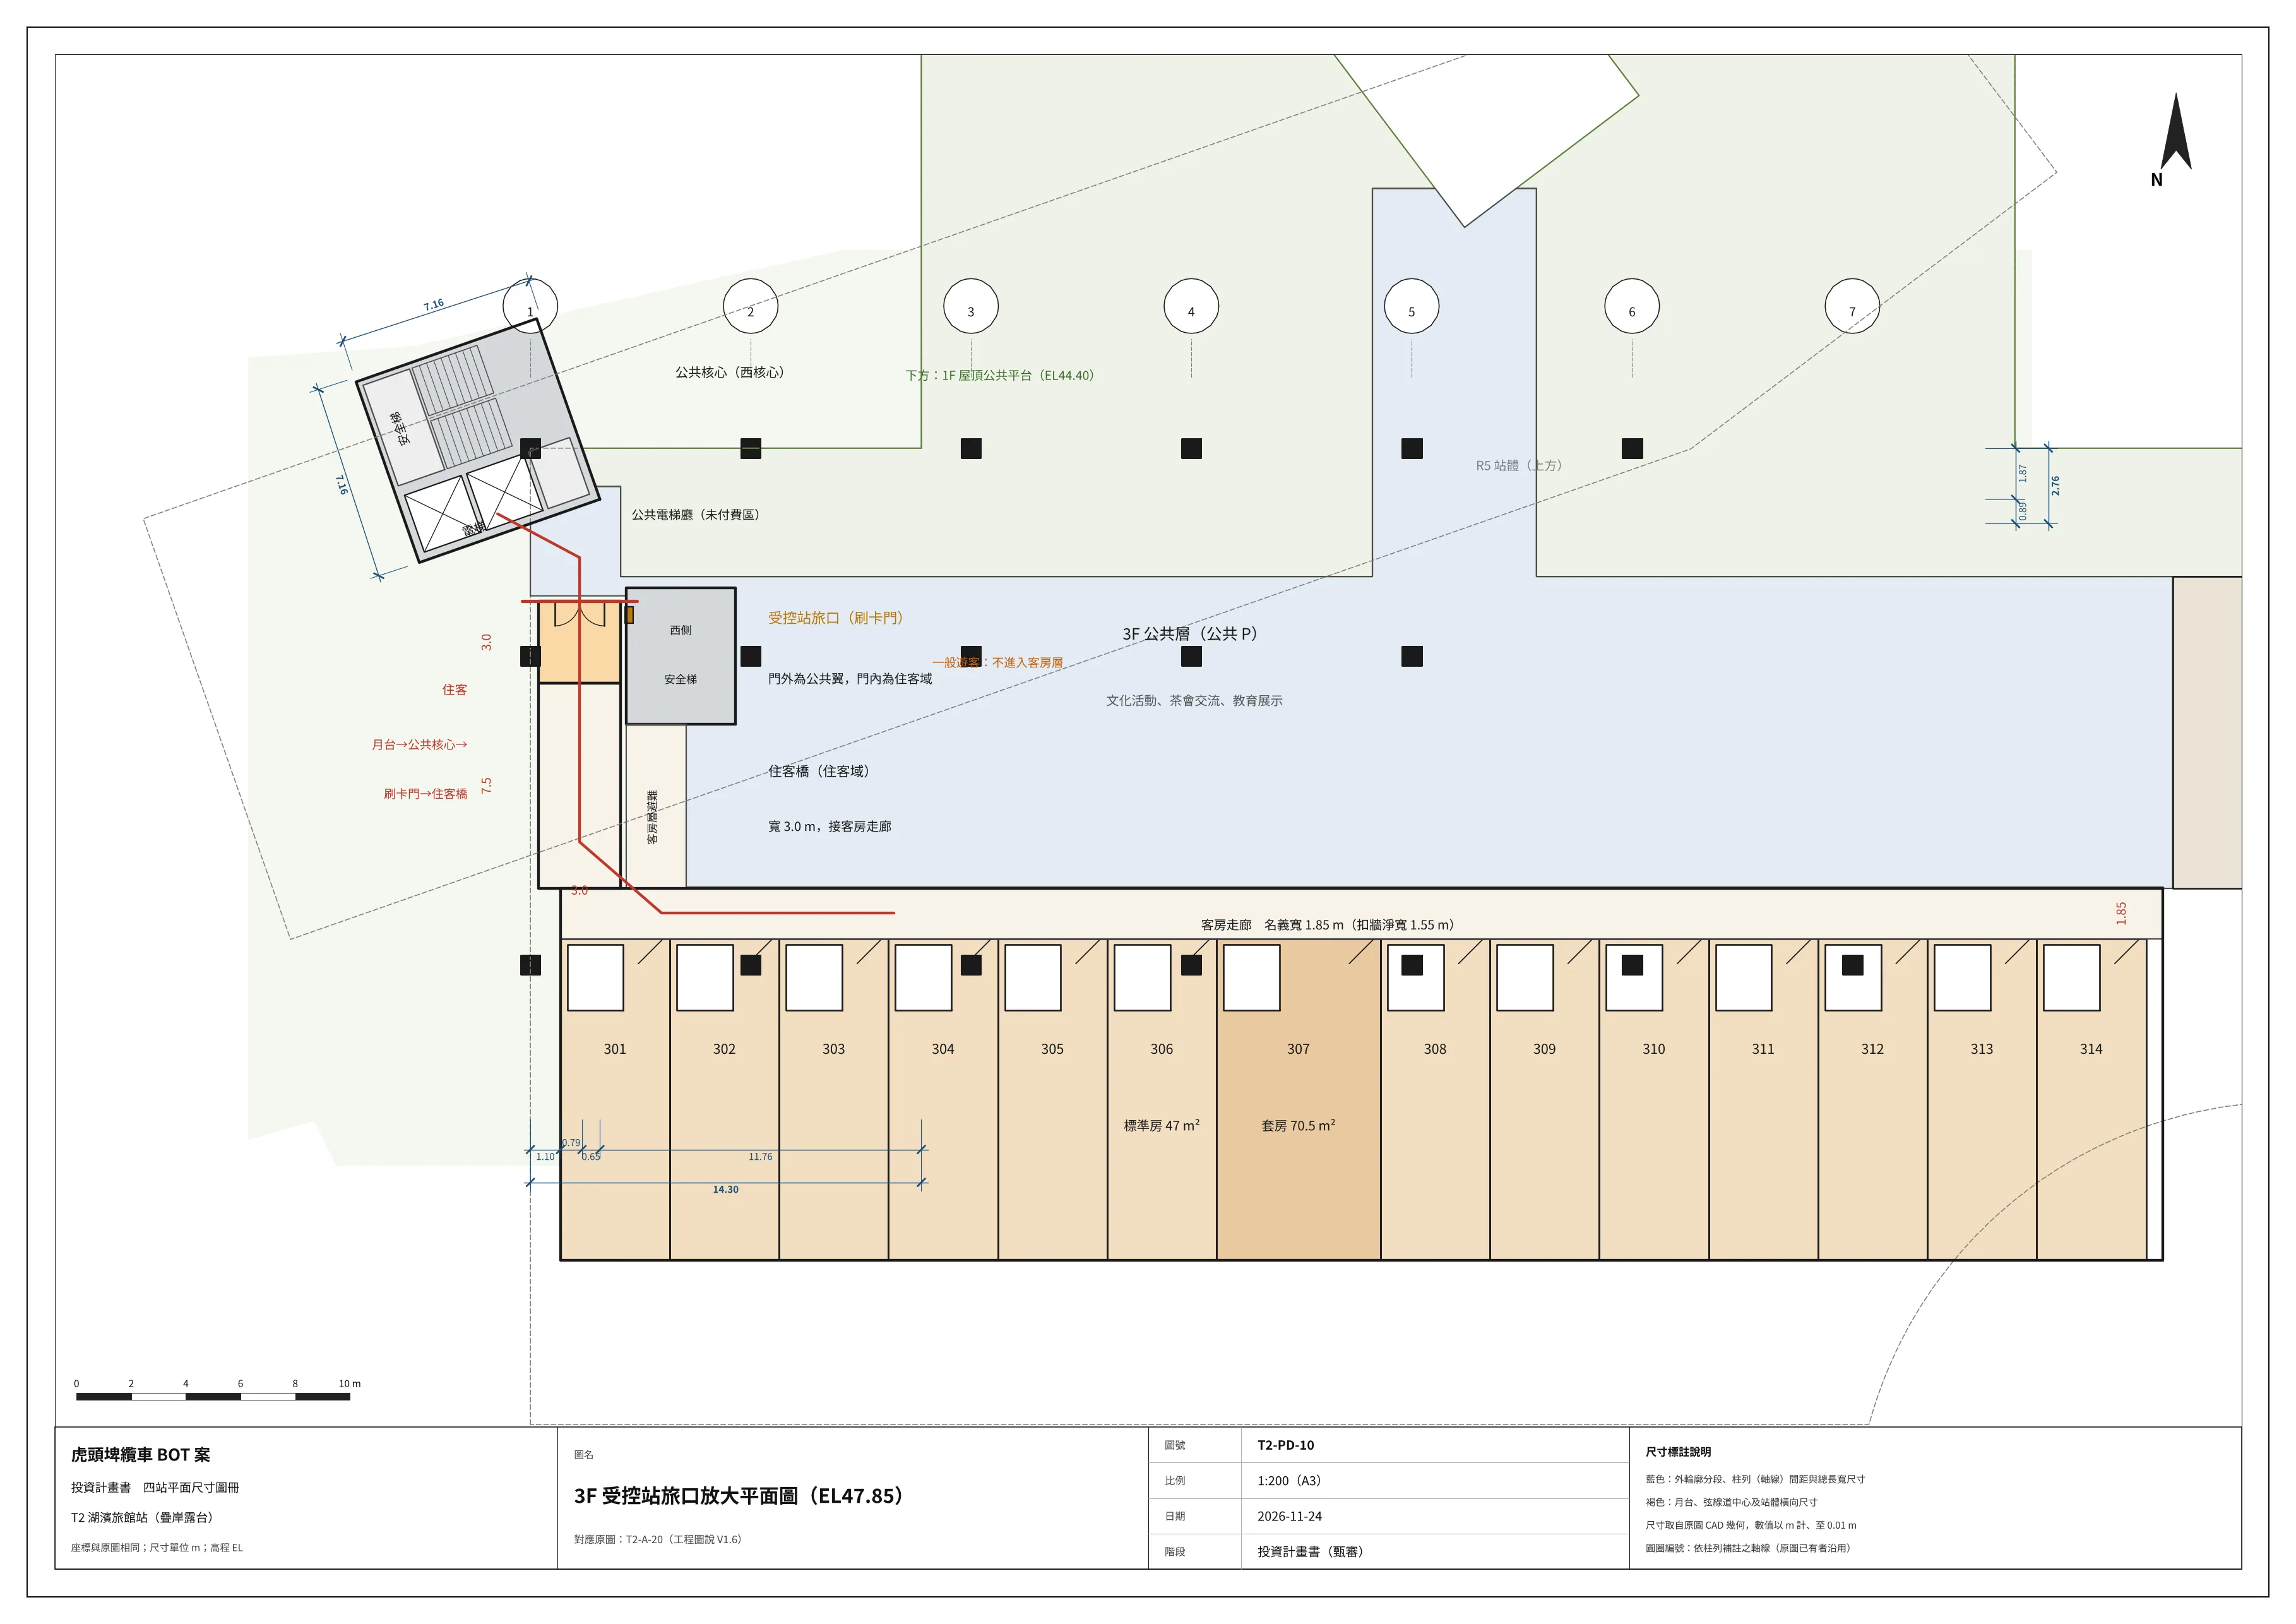 N
1
2
3
4
5
6
7
7.16
7.16
安全梯
電梯
公共核心（西核心）
下方：1F 屋頂公共平台（EL44.40）
R5 站體（上方）
1.87
0.89
2.76
公共電梯廳（未付費區）
西側
安全梯
受控站旅口（刷卡門）
3F 公共層（公共 P）
一般遊客：不進入客房層
門外為公共翼，門內為住客域
文化活動、茶會交流、教育展示
3.0
住客
月台→公共核心→
刷卡門→住客橋
7.5
客房層避難
住客橋（住客域）
寬 3.0 m，接客房走廊
3.0
客房走廊　名義寬 1.85 m（扣牆淨寬 1.55 m）
1.85
301
302
303
304
305
306
307
308
309
310
311
312
313
314
標準房 47 m²
套房 70.5 m²
0.79
1.10
0.65
11.76
14.30
0
2
4
6
8
10 m
虎頭埤纜車 BOT 案
投資計畫書　四站平面尺寸圖冊
T2 湖濱旅館站（疊岸露台）
座標與原圖相同；尺寸單位 m；高程 EL
圖名
3F 受控站旅口放大平面圖（EL47.85）
對應原圖：T2-A-20（工程圖說 V1.6）
圖號
T2-PD-10
比例
1:200（A3）
日期
2026-11-24
階段
投資計畫書（甄審）
尺寸標註說明
藍色：外輪廓分段、柱列（軸線）間距與總長寬尺寸
褐色：月台、弦線道中心及站體橫向尺寸
尺寸取自原圖 CAD 幾何，數值以 m 計、至 0.01 m
圓圈編號：依柱列補註之軸線（原圖已有者沿用）